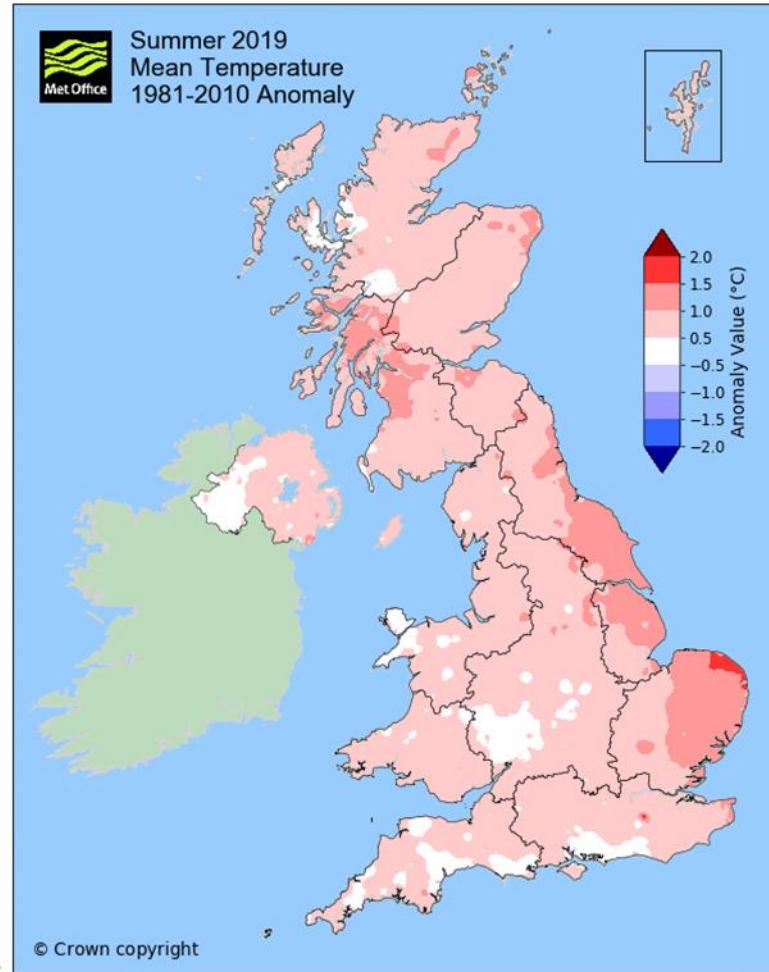 Met Office
Summer 2019
Mean Temperature
1981-2010 Anomaly
2.0
1.5
1.0
0.5
−0.5
−1.0
−1.5
−2.0
Anomaly Value (°C)
© Crown copyright